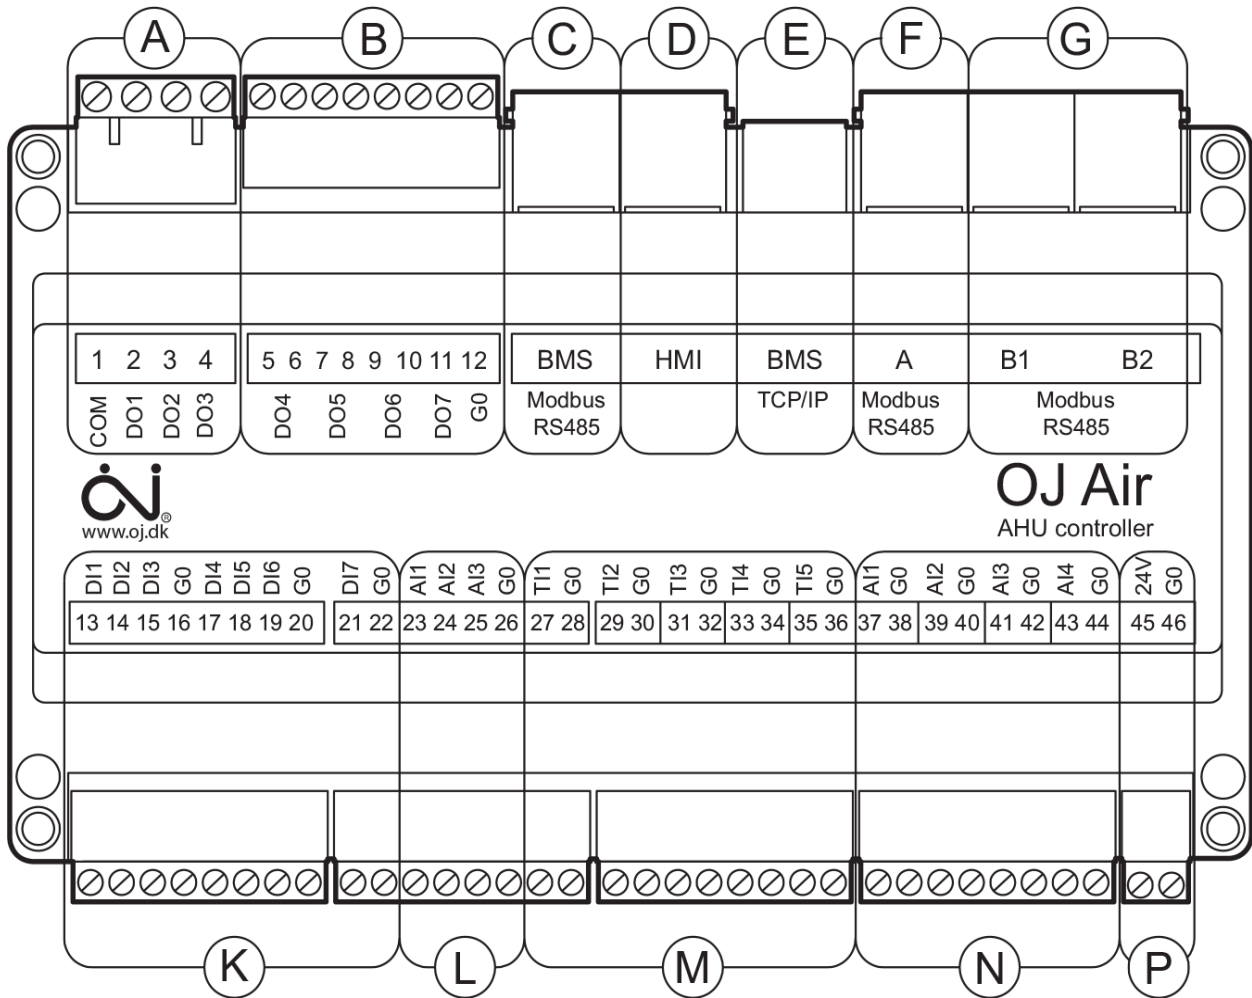 A B C D E F G
1 2 3 4 5 6 7 8 9 10 11 12 BMS HMI BMS A B1 B2
COM DO1 DO2 DO3 DO4 DO5 DO6 DO7 G0 Modbus TCP/IP Modbus Modbus
RS485 RS485 RS485
OJ
®
www.oj.dk
OJ Air
AHU controller
DI1 DI2 DI3 G0 DI4 DI5 DI6 G0 DI7 G0 AI1 AI2 AI3 G0 TI1 G0 TI2 G0 TI3 G0 TI4 G0 TI5 G0 AI1 G0 AI2 G0 AI3 G0 AI4 G0 24V G0
13 14 15 16 17 18 19 20 21 22 23 24 25 26 27 28 29 30 31 32 33 34 35 36 37 38 39 40 41 42 43 44 45 46
K L M N P